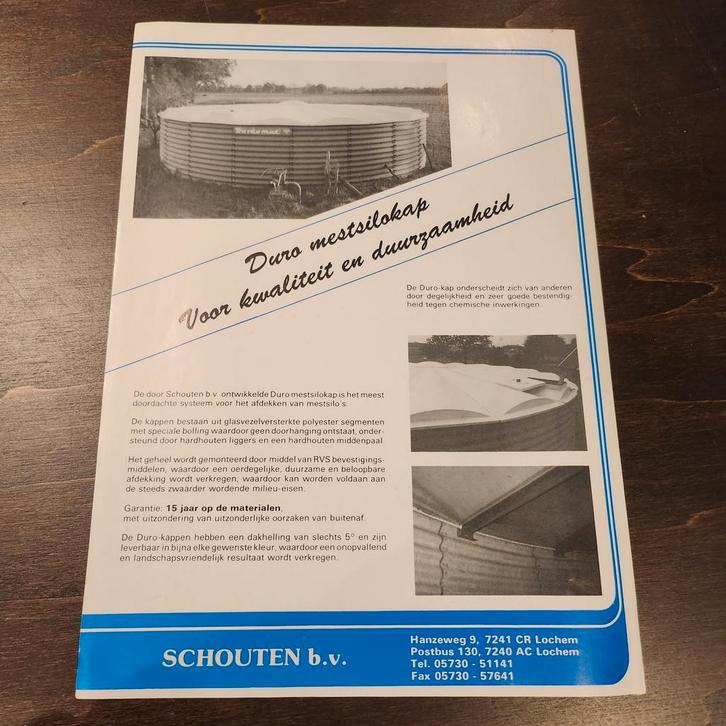 Duro mestsilokap
Voor kwaliteit en duurzaamheid
De Duro-kap onderscheidt zich van anderen
door degelijkheid en zeer goede bestendig-
heid tegen chemische inwerkingen.
De door Schouten b.v. ontwikkelde Duro mestsilokap is het meest
doordachte systeem voor het afdekken van mestsilo's.
De kappen bestaan uit glasvezelversterkte polyester segmenten
met speciale bolling waardoor geen doorhanging ontstaat, onder-
steund door hardhouten liggers en een hardhouten middenpaal.
Het geheel wordt gemonteerd door middel van RVS bevestigings-
middelen, waardoor een oerdegelijke, duurzame en beloopbare
afdekking wordt verkregen, waardoor kan worden voldaan aan
de steeds zwaarder wordende milieu-eisen.
Garantie: 15 jaar op de materialen,
met uitzondering van uitzonderlijke oorzaken van buitenaf.
De Duro-kappen hebben een dakhelling van slechts 5° en zijn
leverbaar in bijna elke gewenste kleur, waardoor een onopvallend
en landschapsvriendelijk resultaat wordt verkregen.
SCHOUTEN b.v.
Hanzeweg 9, 7241 CR Lochem
Postbus 130, 7240 AC Lochem
Tel. 05730 - 51141
Fax 05730 - 57641